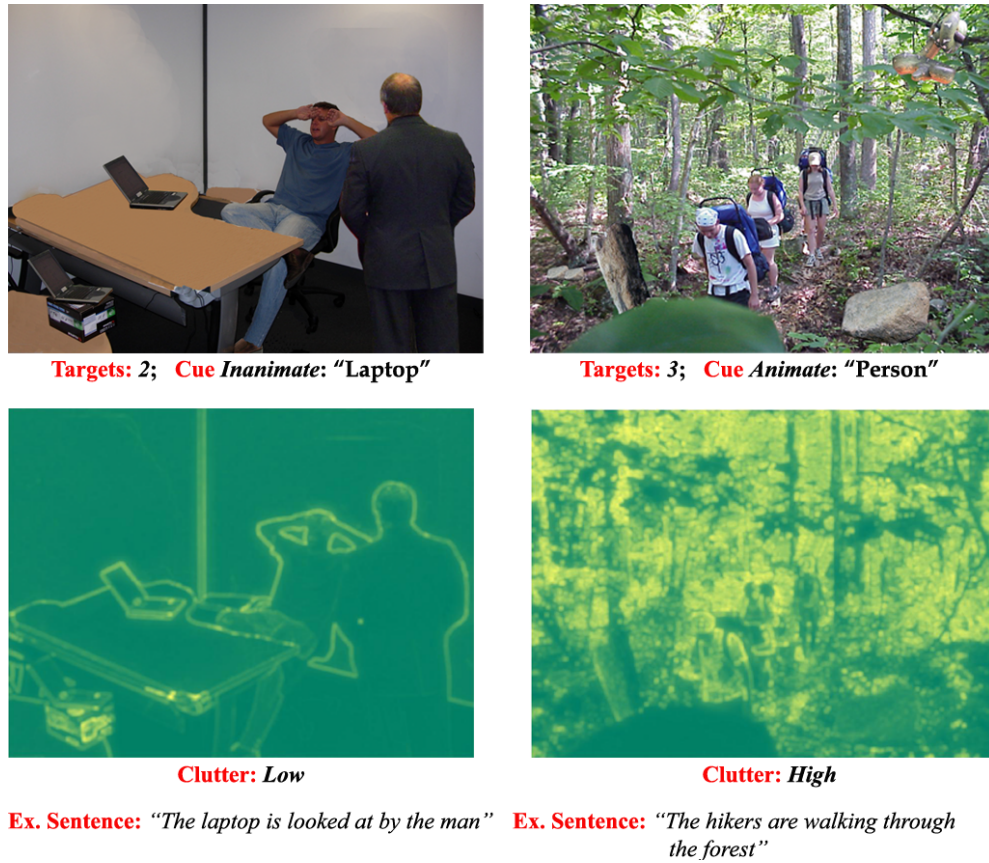 Targets: 2;   Cue Inanimate: “Laptop”
Targets: 3;   Cue Animate: “Person”
Clutter: Low
Clutter: High
Ex. Sentence: “The laptop is looked at by the man”
Ex. Sentence: “The hikers are walking through
the forest”